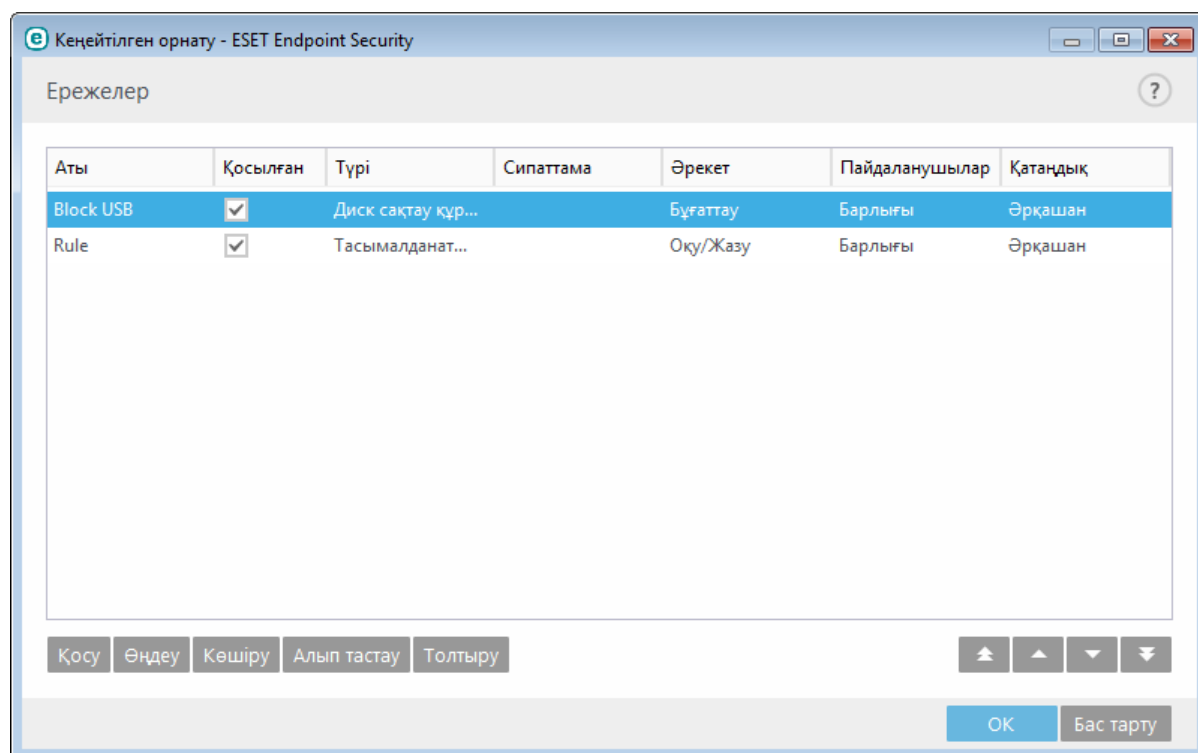 Кеңейтілген орнату - ESET Endpoint Security
Ережелер ?
Аты Қосылған Түрі Сипаттама Әрекет Пайдаланушылар Қатаңдық
Block USB Диск сақтау құр... Бұғаттау Барлығы Әрқашан
Rule Тасымалданат... Оқу/Жазу Барлығы Әрқашан
Қосу Өңдеу Көшіру Алып тастау Толтыру
OK Бас тарту